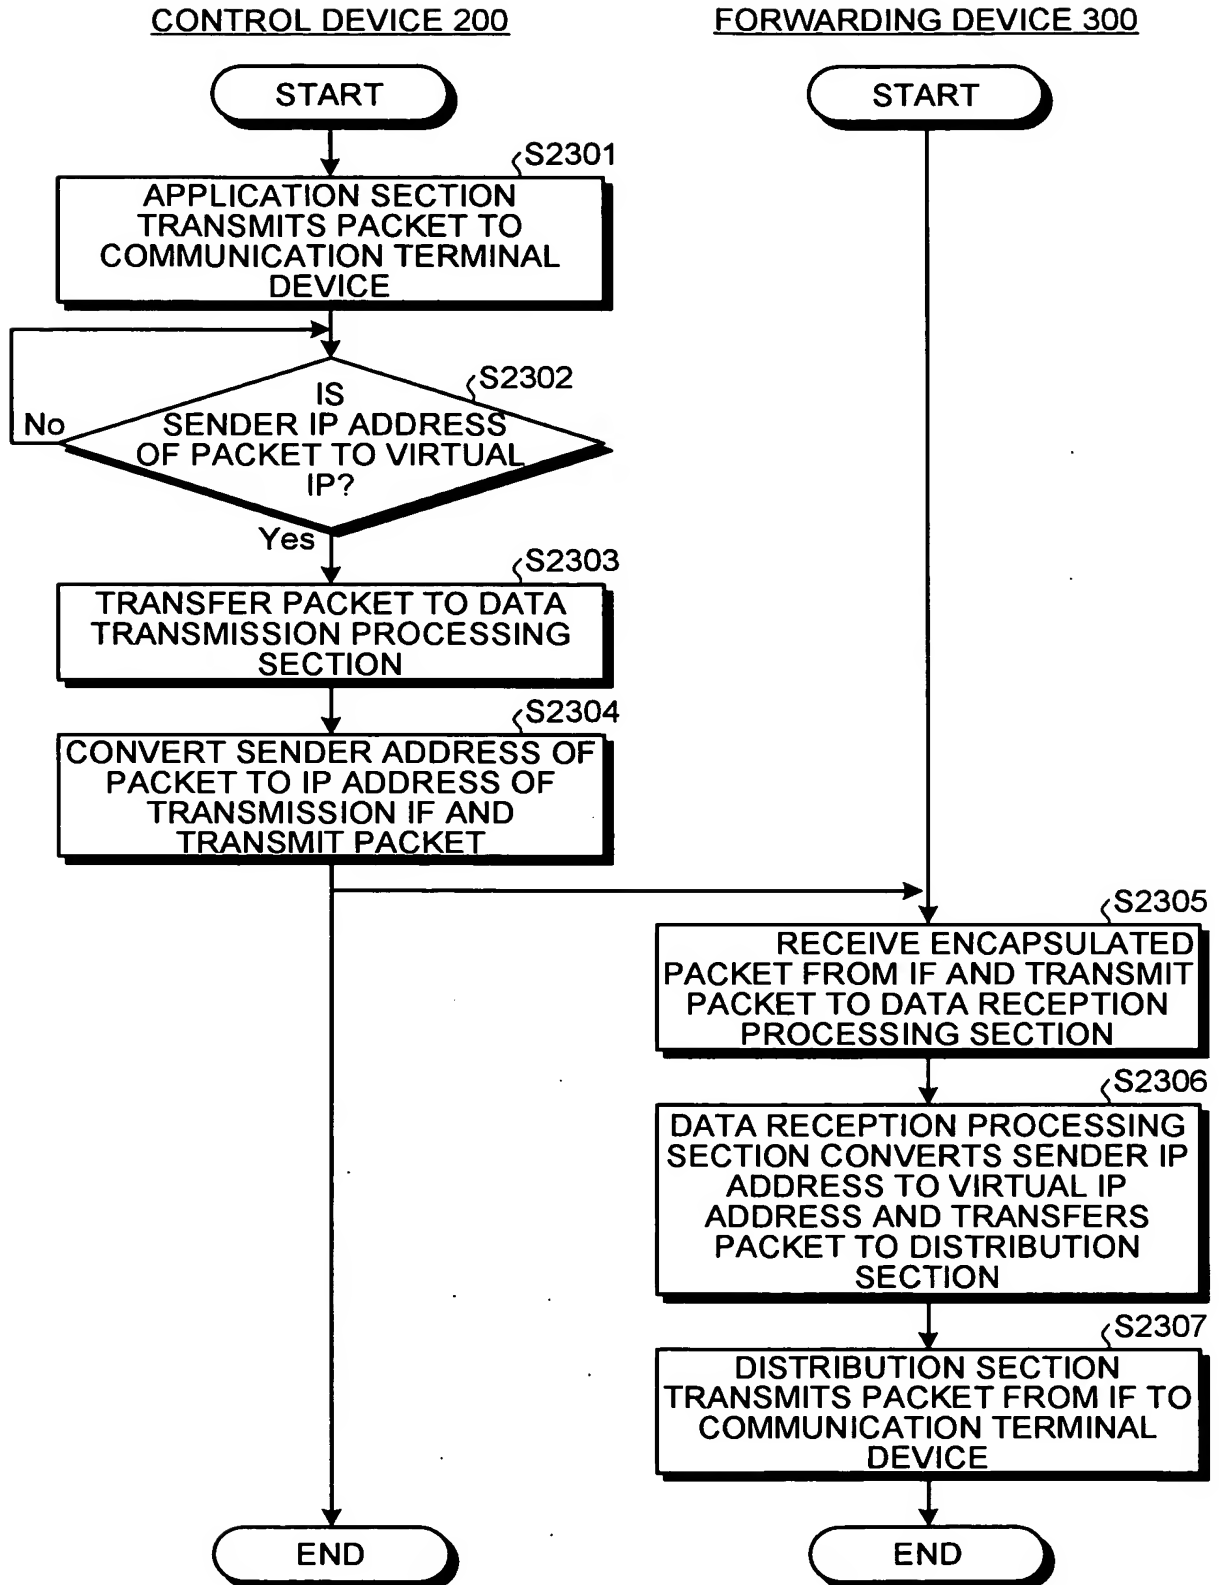 CONTROL DEVICE 200
START
S2301
APPLICATION SECTION
TRANSMITS PACKET TO
COMMUNICATION TERMINAL
DEVICE
S2302
IS
SENDER IP ADDRESS
OF PACKET TO VIRTUAL
IP?
No
Yes
S2303
TRANSFER PACKET TO DATA
TRANSMISSION PROCESSING
SECTION
S2304
CONVERT SENDER ADDRESS OF
PACKET TO IP ADDRESS OF
TRANSMISSION IF AND
TRANSMIT PACKET
END
FORWARDING DEVICE 300
START
S2305
RECEIVE ENCAPSULATED
PACKET FROM IF AND TRANSMIT
PACKET TO DATA RECEPTION
PROCESSING SECTION
S2306
DATA RECEPTION PROCESSING
SECTION CONVERTS SENDER IP
ADDRESS TO VIRTUAL IP
ADDRESS AND TRANSFERS
PACKET TO DISTRIBUTION
SECTION
S2307
DISTRIBUTION SECTION
TRANSMITS PACKET FROM IF TO
COMMUNICATION TERMINAL
DEVICE
END